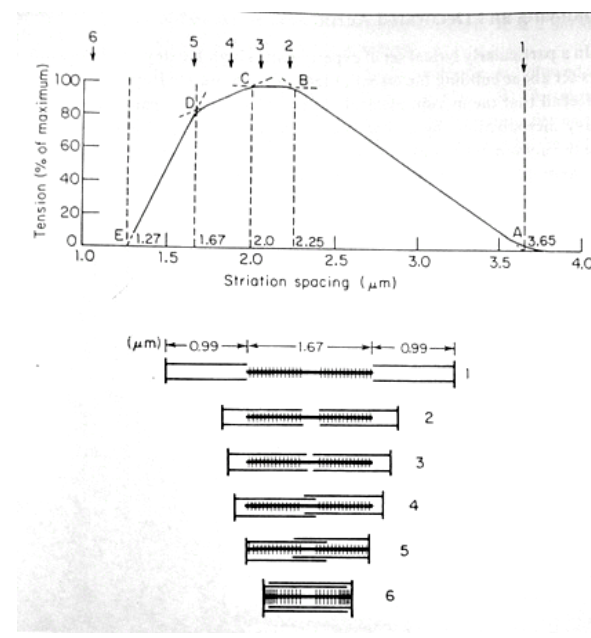 6 5 4 3 2 1
100
80
60
40
20
0
Tension (% of maximum)
E D C B A
1.27 1.67 2.0 2.25 3.65
1.0 1.5 2.0 2.5 3.0 3.5 4.0
Striation spacing (μm)
(μm) 0.99 1.67 0.99
1
2
3
4
5
6